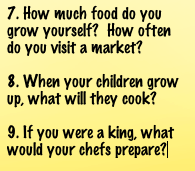 7. How much food do you
grow yourself?  How often
do you visit a market?
8. When your children grow
up, what will they cook?
9. If you were a king, what
would your chefs prepare?